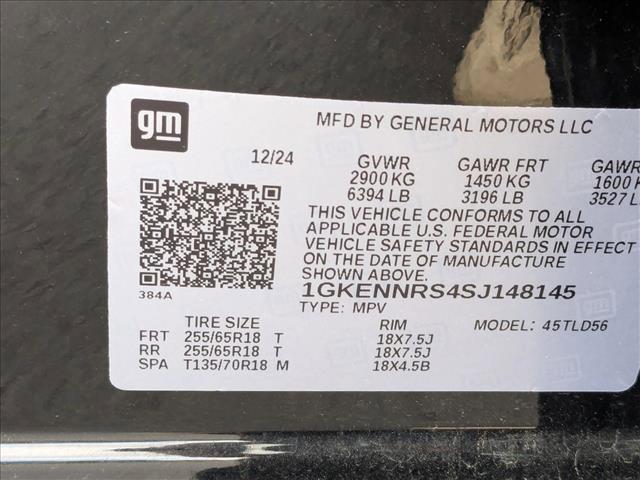 gm
MFD BY GENERAL MOTORS LLC
12/24 GVWR GAWR FRT GAWR
2900 KG 1450 KG 1600 K
6394 LB 3196 LB 3527 L
THIS VEHICLE CONFORMS TO ALL
APPLICABLE U.S. FEDERAL MOTOR
VEHICLE SAFETY STANDARDS IN EFFECT
ON THE DATE OF MANUFACTURE
SHOWN ABOVE.
384A 1GKENNRS4SJ148145
TYPE: MPV
TIRE SIZE RIM MODEL: 45TLD56
FRT 255/65R18 T 18X7.5J
RR 255/65R18 T 18X7.5J
SPA T135/70R18 M 18X4.5B